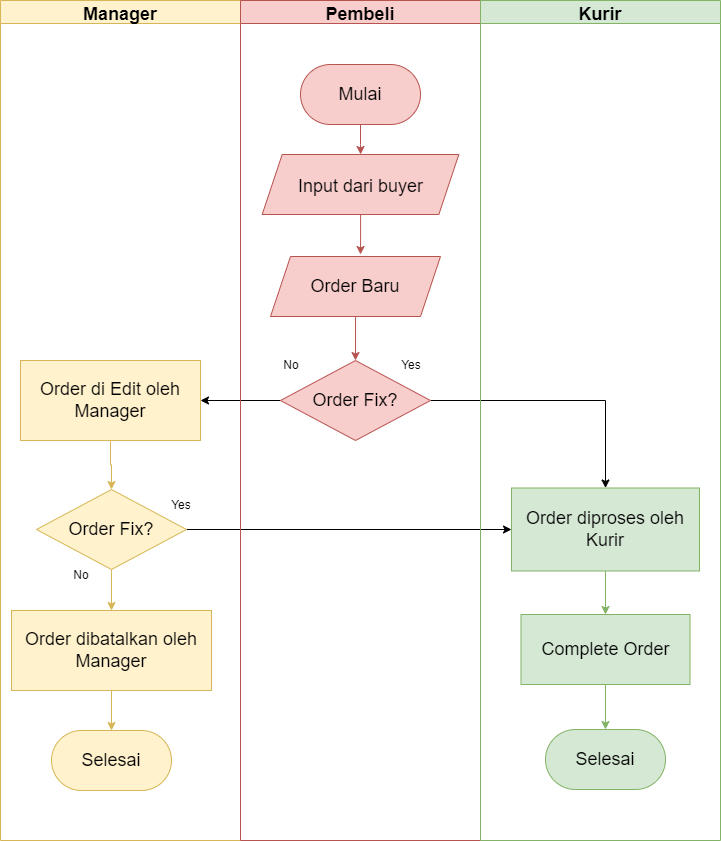 Manager
Pembeli
Kurir
Mulai
Input dari buyer
Order Baru
No
Yes
Order Fix?
Order di Edit oleh
Manager
Yes
Order Fix?
No
Order diproses oleh
Kurir
Order dibatalkan oleh
Manager
Complete Order
Selesai
Selesai